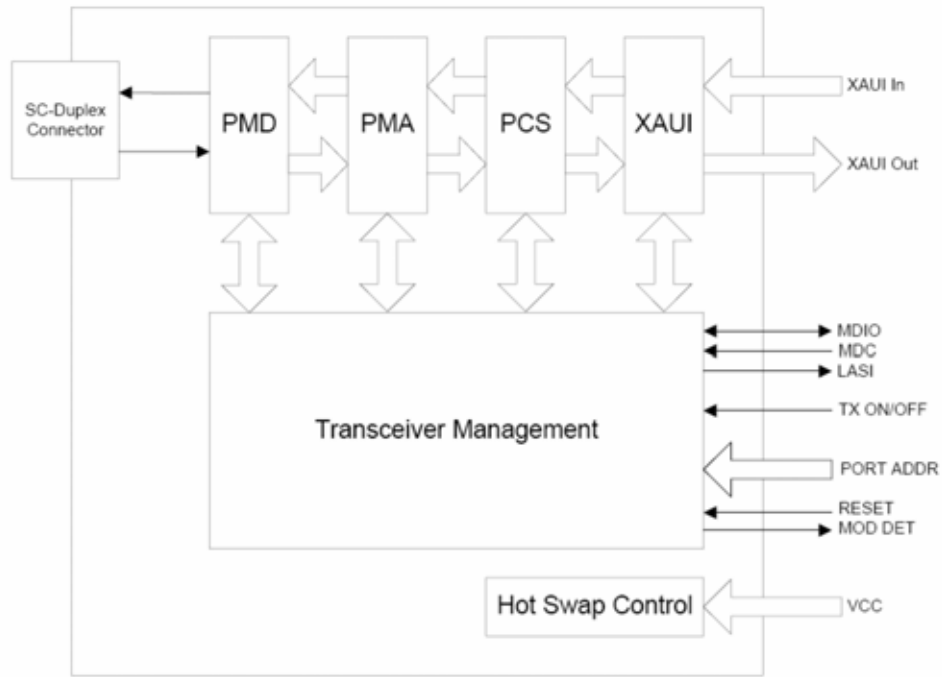 SC-Duplex
Connector
PMD
PMA
PCS
XAUI
XAUI In
XAUI Out
MDIO
MDC
LASI
Transceiver Management
TX ON/OFF
PORT ADDR
RESET
MOD DET
Hot Swap Control
VCC